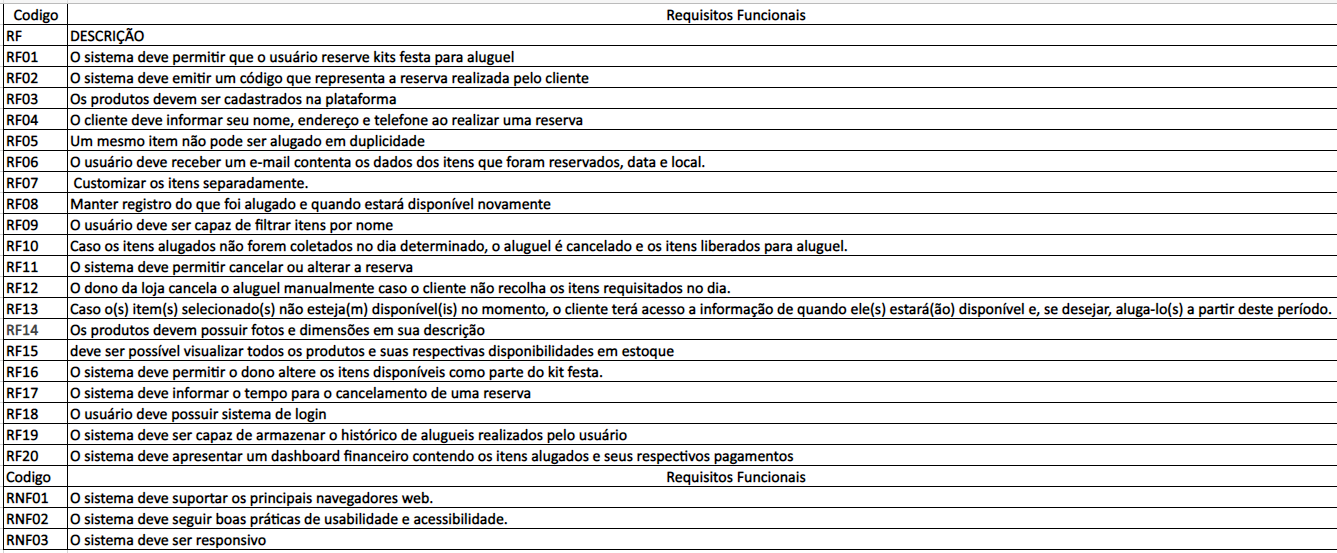 Codigo Requisitos Funcionais
RF DESCRIÇÃO
RF01 O sistema deve permitir que o usuário reserve kits festa para aluguel
RF02 O sistema deve emitir um código que representa a reserva realizada pelo cliente
RF03 Os produtos devem ser cadastrados na plataforma
RF04 O cliente deve informar seu nome, endereço e telefone ao realizar uma reserva
RF05 Um mesmo item não pode ser alugado em duplicidade
RF06 O usuário deve receber um e-mail contenta os dados dos itens que foram reservados, data e local.
RF07 Customizar os itens separadamente.
RF08 Manter registro do que foi alugado e quando estará disponível novamente
RF09 O usuário deve ser capaz de filtrar itens por nome
RF10 Caso os itens alugados não forem coletados no dia determinado, o aluguel é cancelado e os itens liberados para aluguel.
RF11 O sistema deve permitir cancelar ou alterar a reserva
RF12 O dono da loja cancela o aluguel manualmente caso o cliente não recolha os itens requisitados no dia.
RF13 Caso o(s) item(s) selecionado(s) não esteja(m) disponível(is) no momento, o cliente terá acesso a informação de quando ele(s) estará(ão) disponível e, se desejar, aluga-lo(s) a partir deste período.
RF14 Os produtos devem possuir fotos e dimensões em sua descrição
RF15 deve ser possível visualizar todos os produtos e suas respectivas disponibilidades em estoque
RF16 O sistema deve permitir o dono altere os itens disponíveis como parte do kit festa.
RF17 O sistema deve informar o tempo para o cancelamento de uma reserva
RF18 O usuário deve possuir sistema de login
RF19 O sistema deve ser capaz de armazenar o histórico de alugueis realizados pelo usuário
RF20 O sistema deve apresentar um dashboard financeiro contendo os itens alugados e seus respectivos pagamentos
Codigo Requisitos Funcionais
RNF01 O sistema deve suportar os principais navegadores web.
RNF02 O sistema deve seguir boas práticas de usabilidade e acessibilidade.
RNF03 O sistema deve ser responsivo